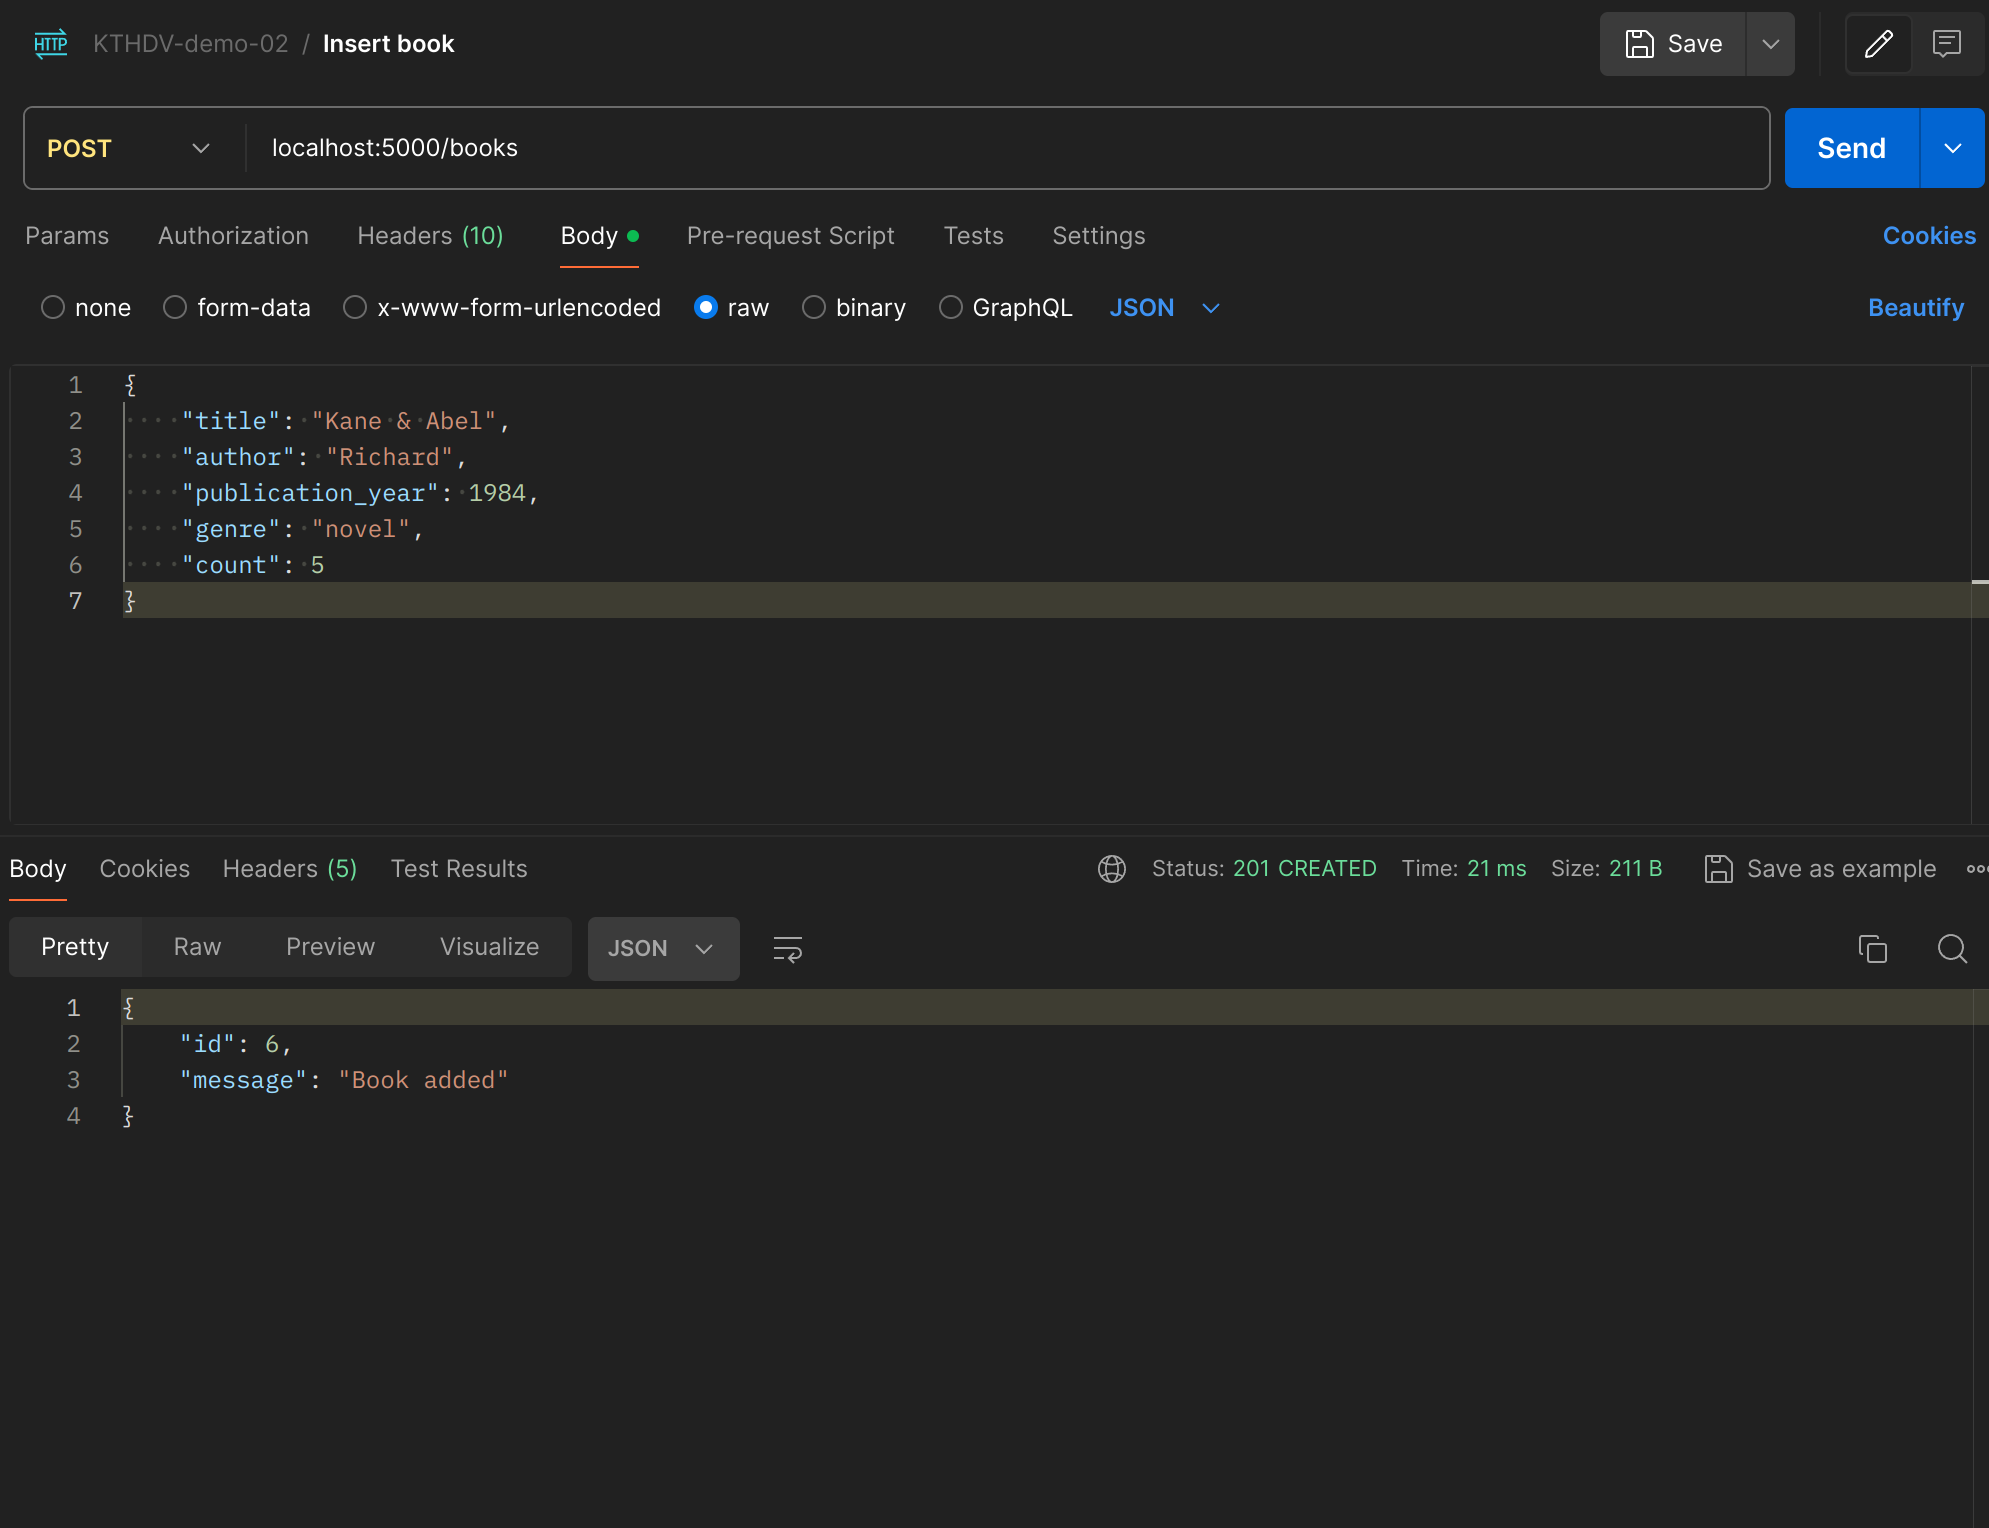 HTTP KTHDV-demo-02 / Insert book Save
POST localhost:5000/books Send
Params Authorization Headers (10) Body Pre-request Script Tests Settings Cookies
none form-data x-www-form-urlencoded raw binary GraphQL JSON Beautify
1 {
2 "title": "Kane & Abel",
3 "author": "Richard",
4 "publication_year": 1984,
5 "genre": "novel",
6 "count": 5
7 }
Body Cookies Headers (5) Test Results Status: 201 CREATED Time: 21 ms Size: 211 B Save as example
Pretty Raw Preview Visualize JSON
1 {
2 "id": 6,
3 "message": "Book added"
4 }